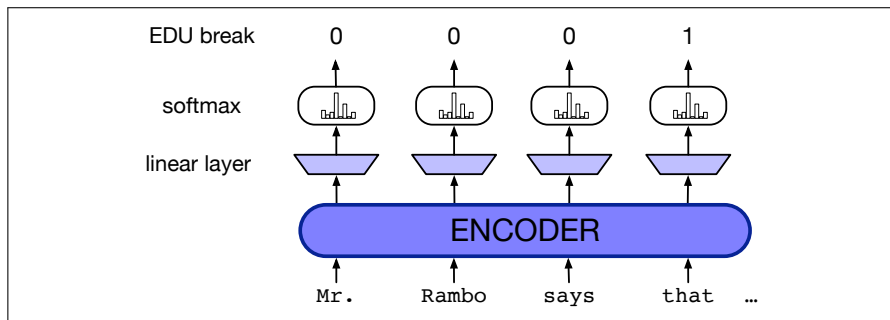 EDU break 0 0 0 1
softmax
linear layer
ENCODER
Mr. Rambo says that …